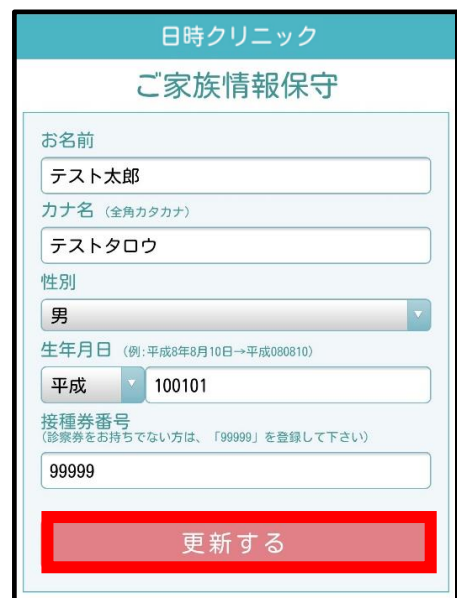 日時クリニック
ご家族情報保守
お名前
テスト太郎
カナ名 (全角カタカナ)
テストタロウ
性別
男
生年月日 (例:平成8年8月10日→平成080810)
平成 100101
接種券番号
(診察券をお持ちでない方は、「99999」を登録して下さい)
99999
更新する